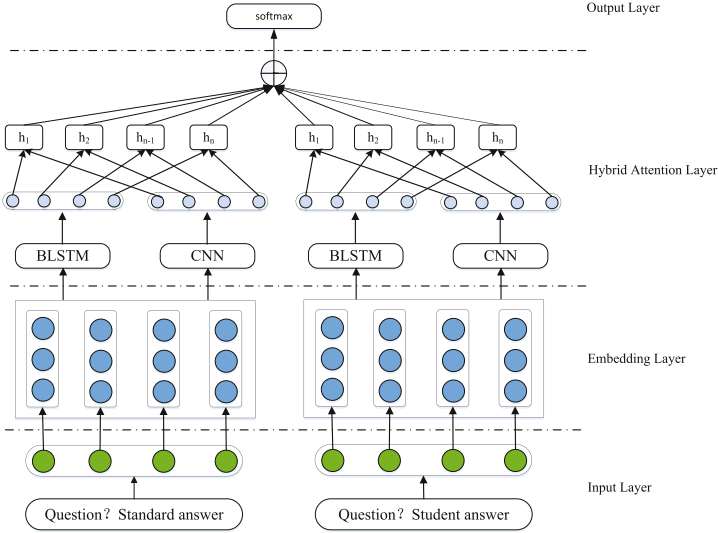 Output Layer
softmax
h1 h2 hn-1 hn h1 h2 hn-1 hn
Hybrid Attention Layer
BLSTM CNN BLSTM CNN
Embedding Layer
Input Layer
Question？Standard answer
Question？Student answer